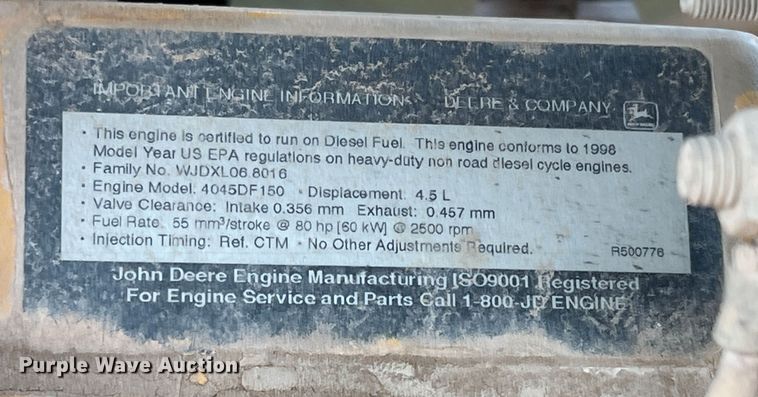 IMPORTANT ENGINE INFORMATION DEERE & COMPANY
• This engine is certified to run on Diesel Fuel. This engine conforms to 1998
Model Year US EPA regulations on heavy-duty non road diesel cycle engines.
• Family No. WJDXL06.8016
• Engine Model: 4045DF150 • Displacement: 4.5 L
• Valve Clearance: Intake 0.356 mm Exhaust: 0.457 mm
• Fuel Rate: 55 mm³/stroke @ 80 hp [60 kW] @ 2500 rpm
• Injection Timing: Ref. CTM • No Other Adjustments Required. R500776
John Deere Engine Manufacturing ISO9001 Registered
For Engine Service and Parts Call 1-800-JD ENGINE
Purple Wave Auction